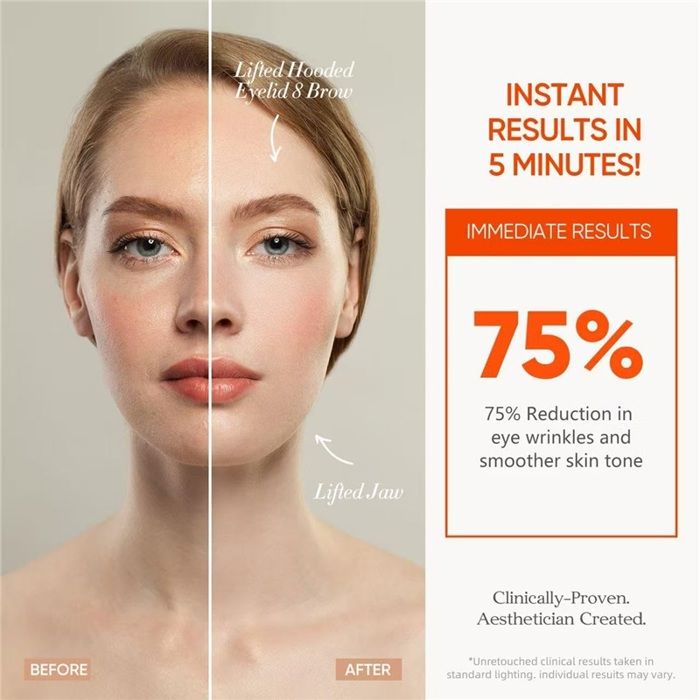 Lifted Hooded
Eyelid 8 Brow
Lifted Jaw
BEFORE
AFTER
INSTANT
RESULTS IN
5 MINUTES!
IMMEDIATE RESULTS
75%
75% Reduction in
eye wrinkles and
smoother skin tone
Clinically-Proven.
Aesthetician Created.
*Unretouched clinical results taken in
standard lighting. individual results may vary.